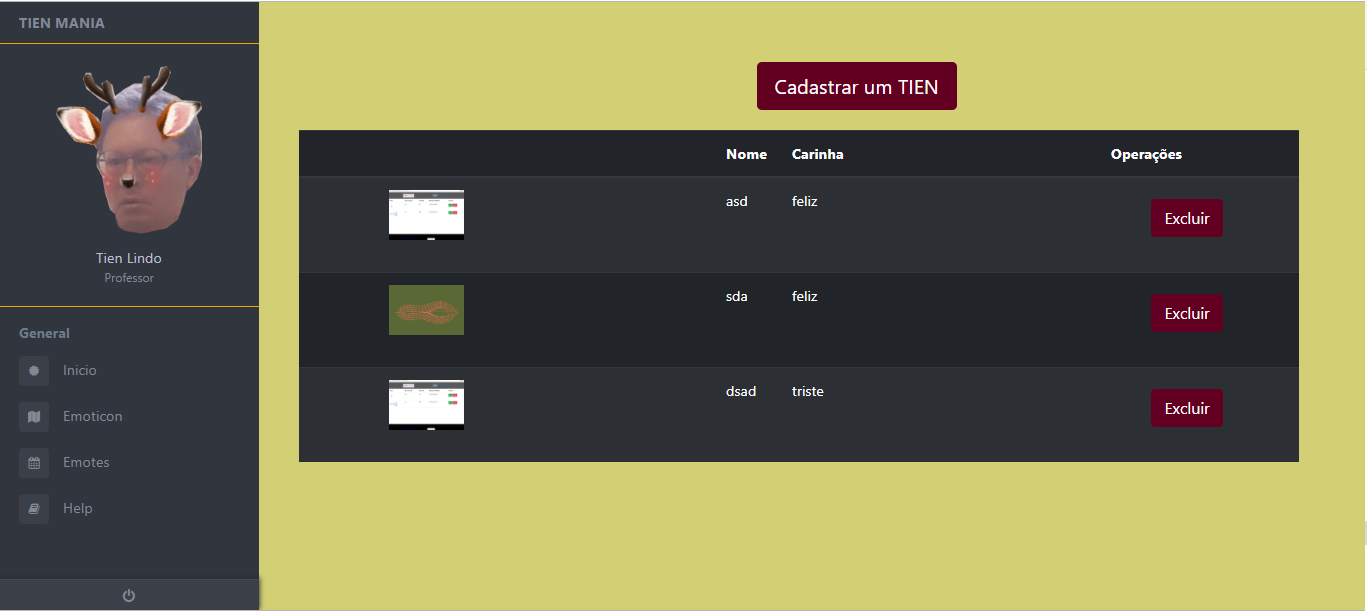 TIEN MANIA
Tien Lindo
Professor
General
Inicio
Emoticon
Emotes
Help
Cadastrar um TIEN
Nome Carinha Operações
asd feliz Excluir
sda feliz Excluir
dsad triste Excluir